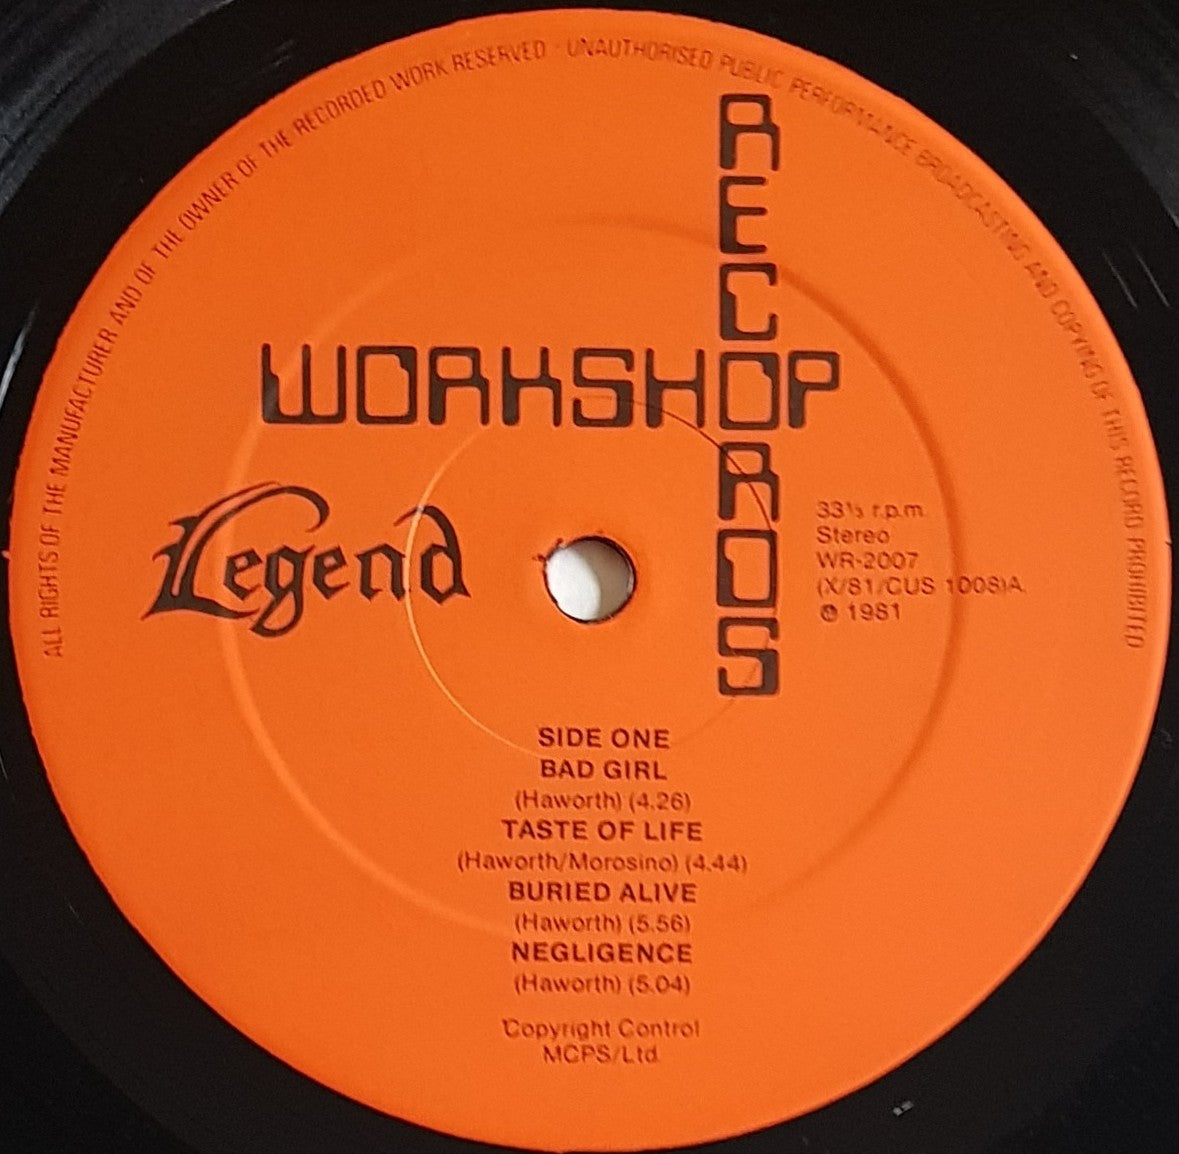 ALL RIGHTS OF THE MANUFACTURER AND OF THE OWNER OF THE RECORDED WORK RESERVED · UNAUTHORISED PUBLIC PERFORMANCE BROADCASTING AND COPYING OF THIS RECORD PROHIBITED
WORKSHOP
RECORDS
Legend
33⅓ r.p.m.
Stereo
WR-2007
(X/81/CUS 1008)A
℗ 1981
SIDE ONE
BAD GIRL
(Haworth) (4.26)
TASTE OF LIFE
(Haworth/Morosino) (4.44)
BURIED ALIVE
(Haworth) (5.56)
NEGLIGENCE
(Haworth) (5.04)
Copyright Control
MCPS/Ltd.